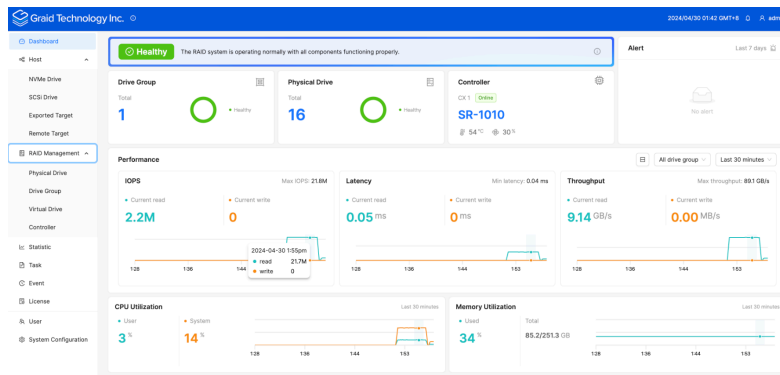 Graid Technology Inc.
2024/04/30 01:42 GMT+8
adm
Dashboard
Host
NVMe Drive
SCSi Drive
Exported Target
Remote Target
RAID Management
Physical Drive
Drive Group
Virtual Drive
Controller
Statistic
Task
Event
License
User
System Configuration
Healthy
The RAID system is operating normally with all components functioning properly.
Alert
Last 7 days
No alert
Drive Group
Total
1
Healthy
Physical Drive
Total
16
Healthy
Controller
CX 1 Online
SR-1010
54 °C
30 %
Performance
All drive group
Last 30 minutes
IOPS
Max IOPS: 21.8M
Current read
2.2M
Current write
0
2024-04-30 1:55pm
read 21.7M
write 0
1:28 1:36 1:44
Latency
Min latency: 0.04 ms
Current read
0.05 ms
Current write
0 ms
1:28 1:36 1:44 1:53
Throughput
Max throughput: 89.1 GB/s
Current read
9.14 GB/s
Current write
0.00 MB/s
1:28 1:36 1:44 1:53
CPU Utilization
Last 30 minutes
User
3 %
System
14 %
1:28 1:36 1:44 1:53
Memory Utilization
Last 30 minutes
Used
34 %
Total
85.2/251.3 GB
1:28 1:36 1:44 1:53